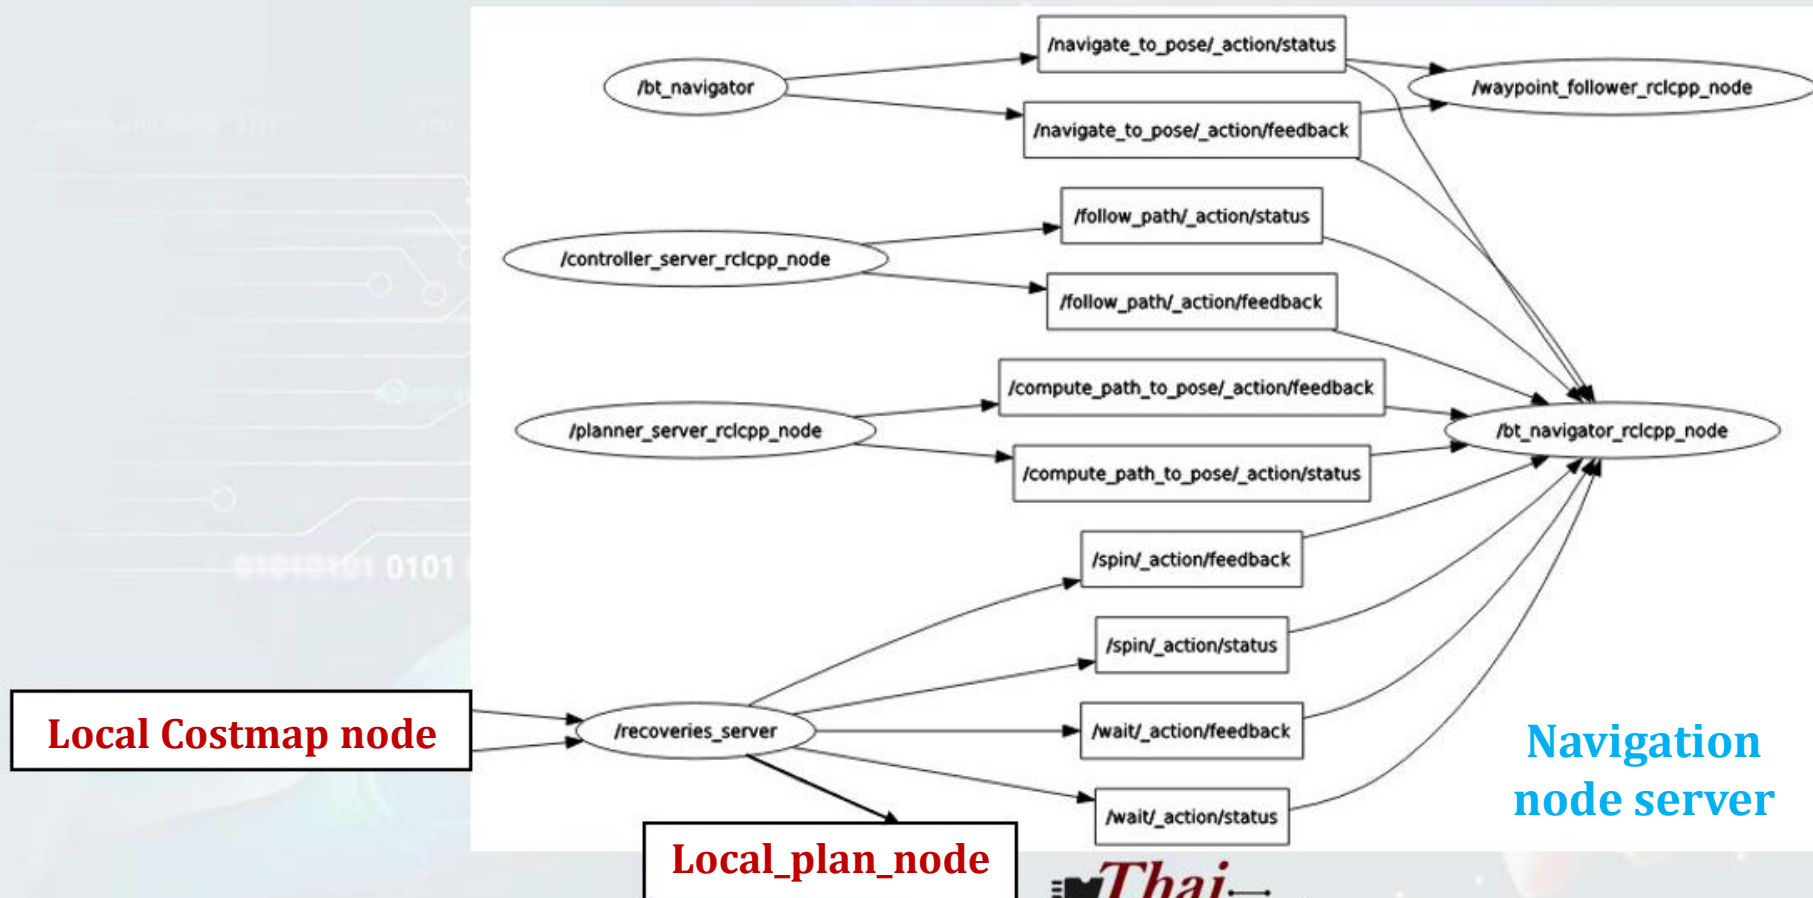 /navigate_to_pose/_action/status
/bt_navigator
/waypoint_follower_rclcpp_node
/navigate_to_pose/_action/feedback
/follow_path/_action/status
/controller_server_rclcpp_node
/follow_path/_action/feedback
/compute_path_to_pose/_action/feedback
/planner_server_rclcpp_node
/bt_navigator_rclcpp_node
/compute_path_to_pose/_action/status
/spin/_action/feedback
01010101 0101
/spin/_action/status
Local Costmap node
/recoveries_server
/wait/_action/feedback
Navigation
node server
/wait/_action/status
Local_plan_node
Thai